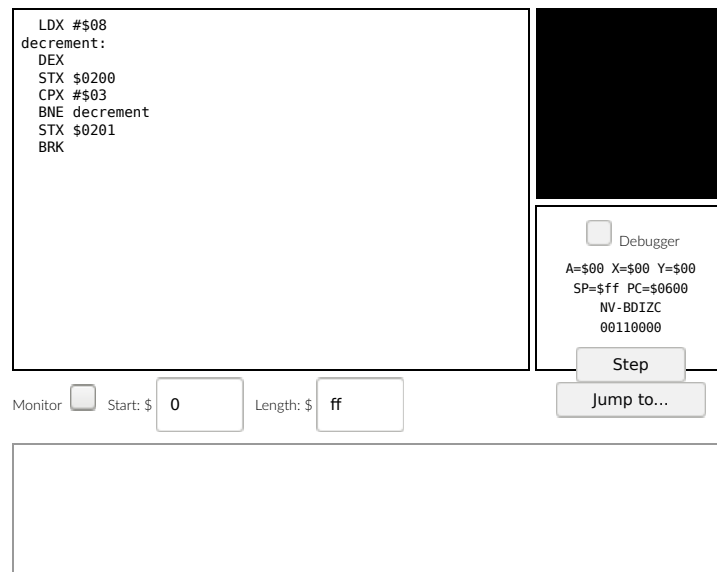 LDX #$08
decrement:
DEX
STX $0200
CPX #$03
BNE decrement
STX $0201
BRK
Debugger
A=$00 X=$00 Y=$00
SP=$ff PC=$0600
NV-BDIZC
00110000
Step
Jump to...
Monitor Start: $ 0 Length: $ ff